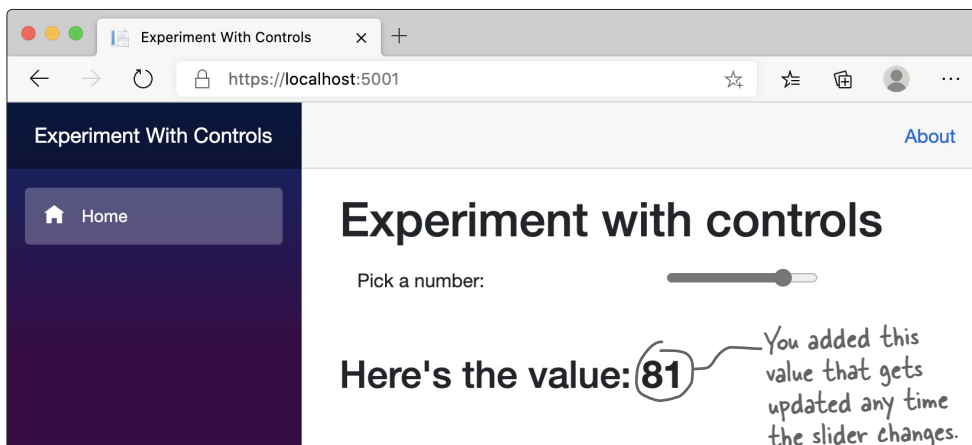 Experiment With Controls
https://localhost:5001
Experiment With Controls
About
Home
Experiment with controls
Pick a number:
Here's the value: 81
You added this
value that gets
updated any time
the slider changes.